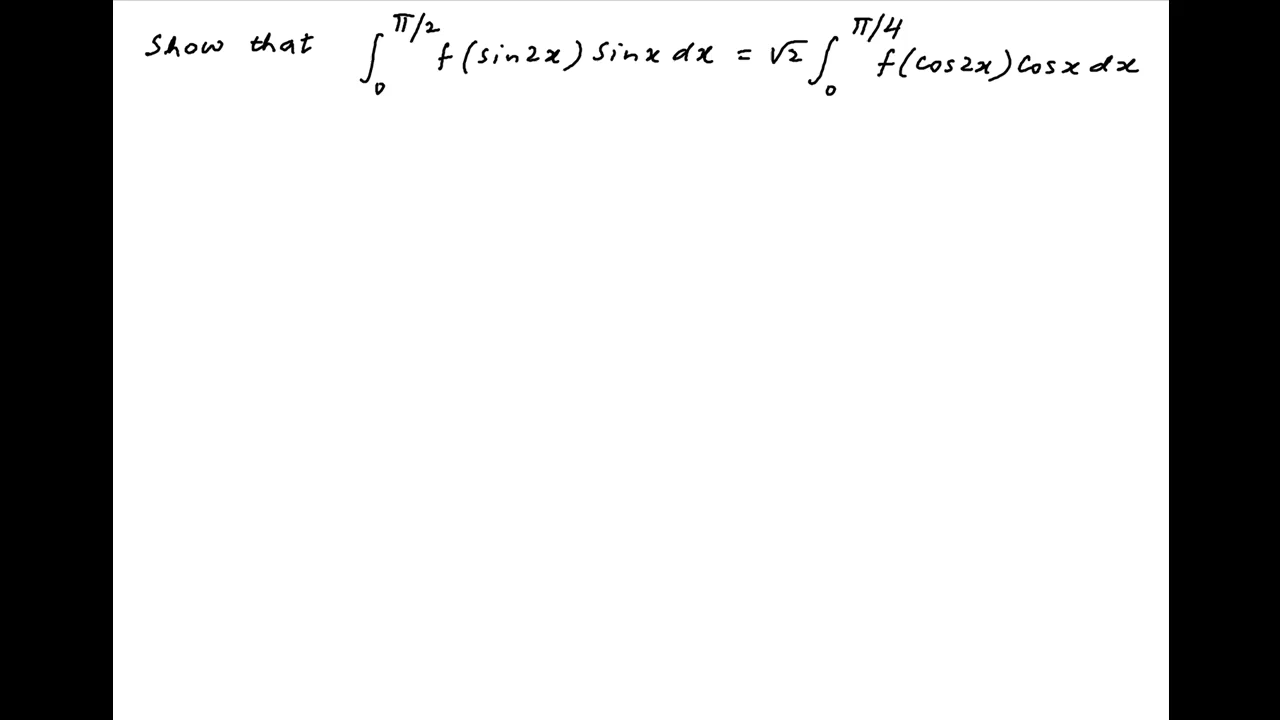 Show that ∫₀^{π/2} f(sin2x) sinx dx = √2 ∫₀^{π/4} f(cos2x) cosx dx